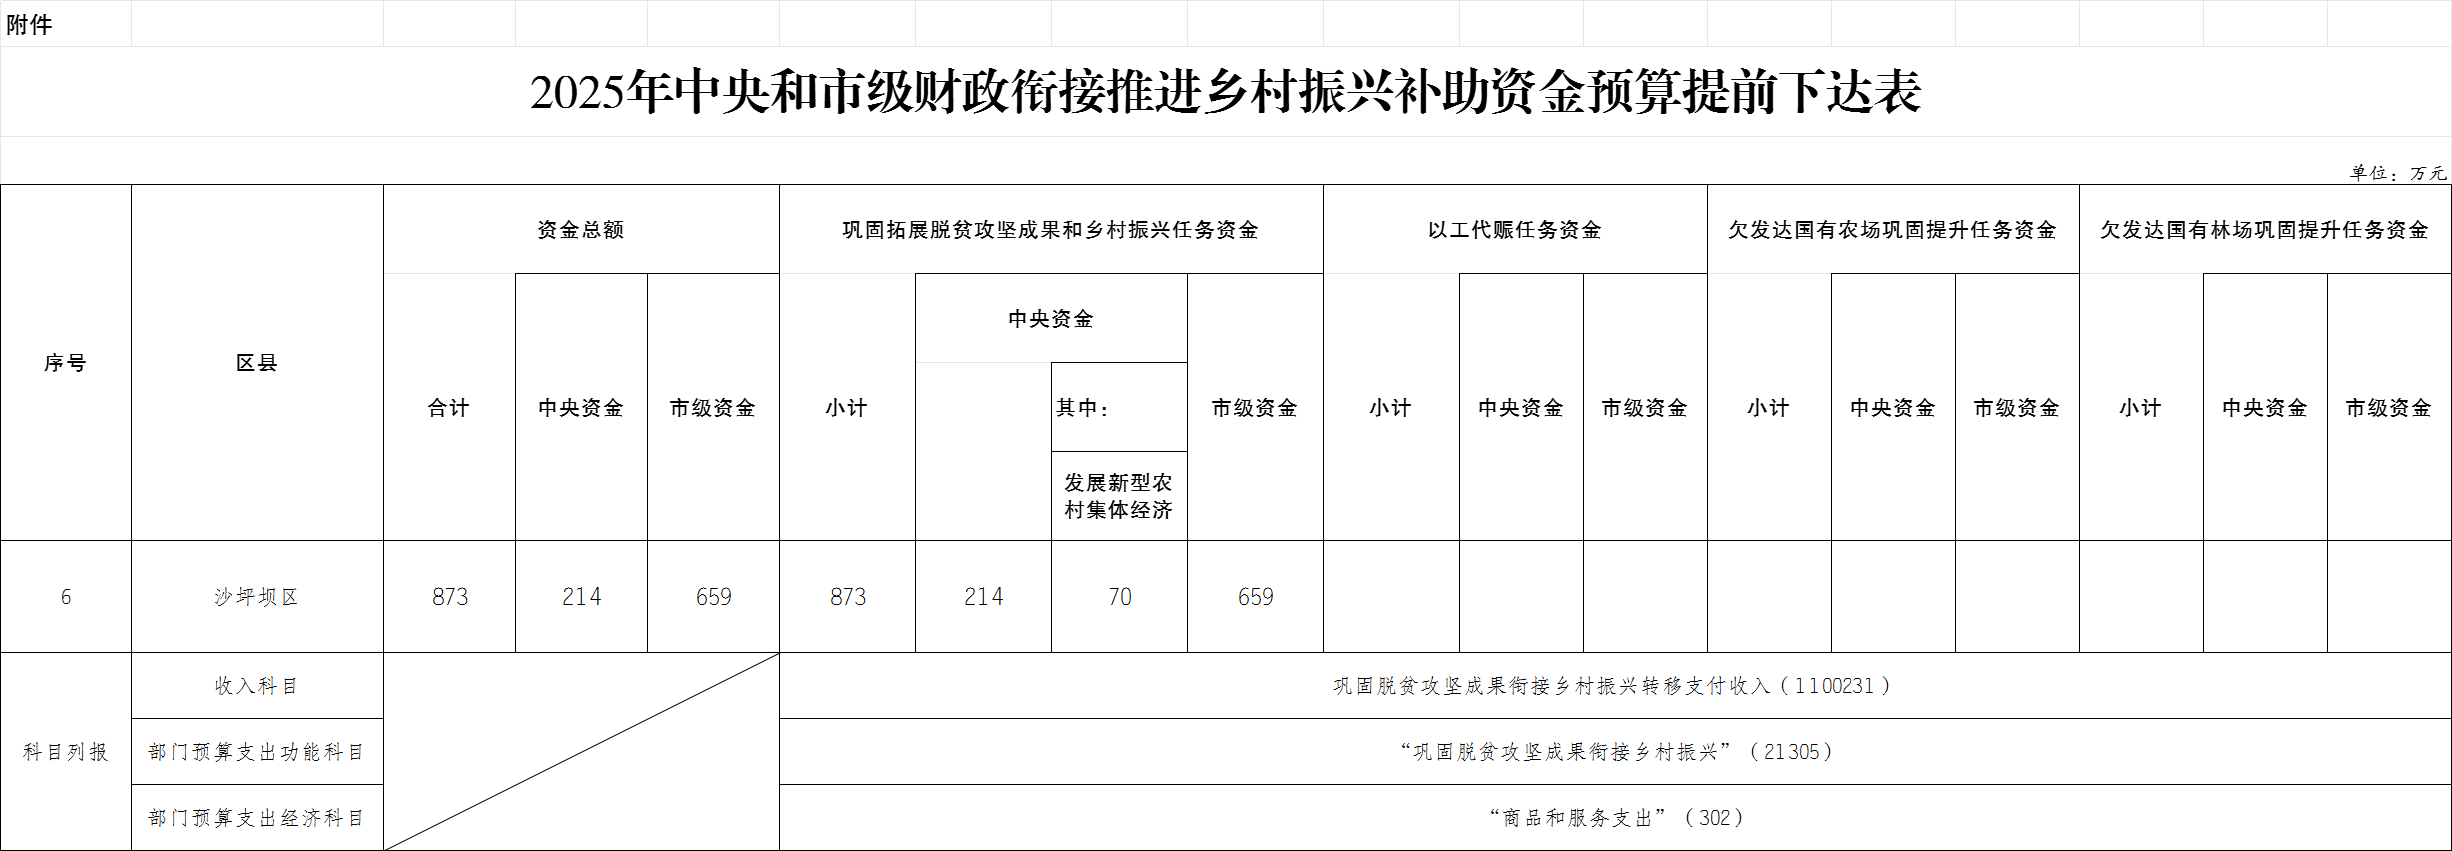 附件
2025年中央和市级财政衔接推进乡村振兴补助资金预算提前下达表
单位：万元
序号 区县 资金总额 巩固拓展脱贫攻坚成果和乡村振兴任务资金 以工代赈任务资金 欠发达国有农场巩固提升任务资金 欠发达国有林场巩固提升任务资金
合计 中央资金 市级资金 小计 中央资金 市级资金 小计 中央资金 市级资金 小计 中央资金 市级资金 小计 中央资金 市级资金
其中：
发展新型农
村集体经济
6 沙坪坝区 873 214 659 873 214 70 659
科目列报 收入科目 巩固脱贫攻坚成果衔接乡村振兴转移支付收入（1100231）
部门预算支出功能科目 “巩固脱贫攻坚成果衔接乡村振兴”（21305）
部门预算支出经济科目 “商品和服务支出”（302）